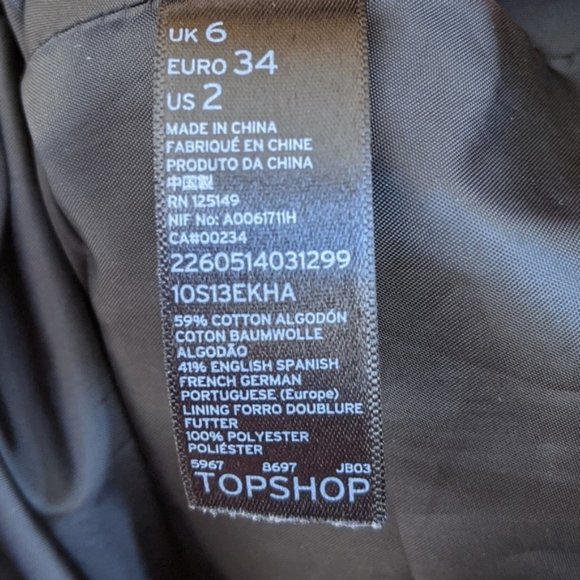 UK 6
EURO 34
US 2
MADE IN CHINA
FABRIQUÉ EN CHINE
PRODUTO DA CHINA
中国製
RN 125149
NIF No: A0061711H
CA#00234
2260514031299
10S13EKHA
59% COTTON ALGODÓN
COTON BAUMWOLLE
ALGODÃO
41% ENGLISH SPANISH
FRENCH GERMAN
PORTUGUESE (Europe)
LINING FORRO DOUBLURE
FUTTER
100% POLYESTER
POLIÉSTER
5967 8697 JB03
TOPSHOP